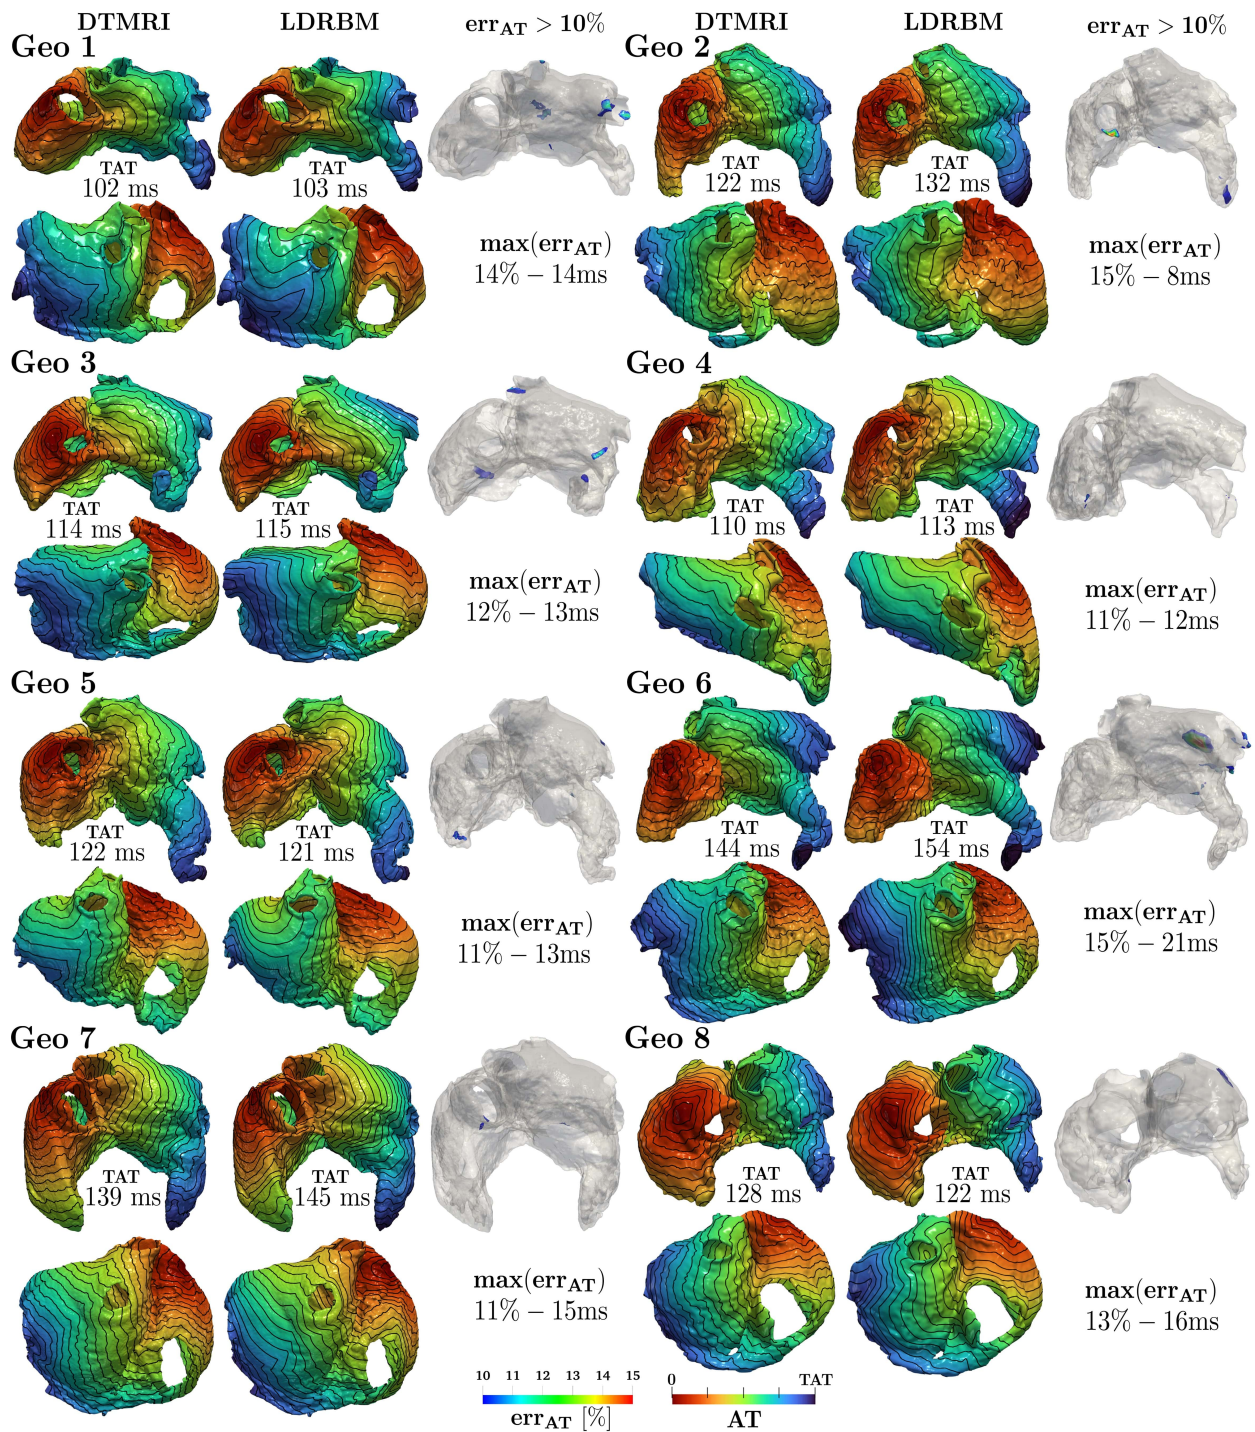 DTMRI LDRBM err_AT > 10% DTMRI LDRBM err_AT > 10%
Geo 1 Geo 2
TAT TAT TAT TAT
102 ms 103 ms 122 ms 132 ms
max(err_AT) max(err_AT)
14% − 14ms 15% − 8ms
Geo 3 Geo 4
TAT TAT TAT TAT
114 ms 115 ms 110 ms 113 ms
max(err_AT) max(err_AT)
12% − 13ms 11% − 12ms
Geo 5 Geo 6
TAT TAT TAT TAT
122 ms 121 ms 144 ms 154 ms
max(err_AT) max(err_AT)
11% − 13ms 15% − 21ms
Geo 7 Geo 8
TAT TAT TAT TAT
139 ms 145 ms 128 ms 122 ms
max(err_AT) max(err_AT)
11% − 15ms 13% − 16ms
10 11 12 13 14 15 0 TAT
err_AT [%] AT